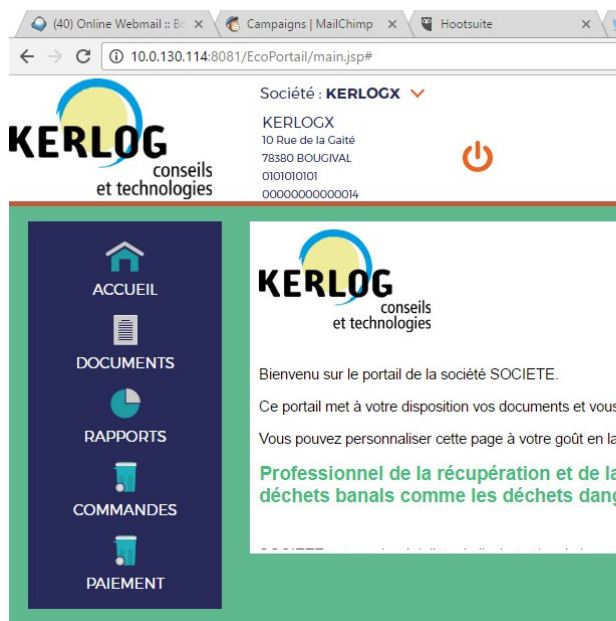 (40) Online Webmail :: Bc
Campaigns | MailChimp
Hootsuite
10.0.130.114:8081/EcoPortail/main.jsp#
KERLOG
conseils
et technologies
Société : KERLOGX
KERLOGX
10 Rue de la Gaité
78380 BOUGIVAL
0101010101
00000000000014
ACCUEIL
DOCUMENTS
RAPPORTS
COMMANDES
PAIEMENT
KERLOG
conseils
et technologies
Bienvenu sur le portail de la société SOCIETE.
Ce portail met à votre disposition vos documents et vous
Vous pouvez personnaliser cette page à votre goût en la
Professionnel de la récupération et de la
déchets banals comme les déchets dang